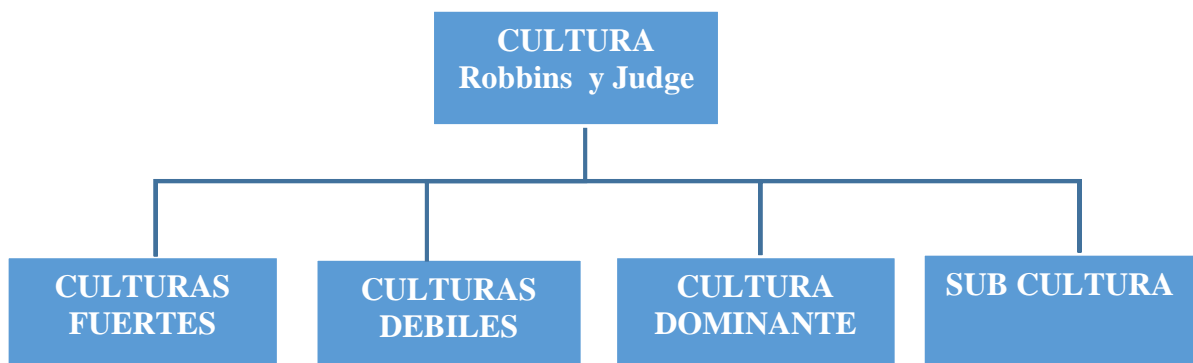 CULTURA
Robbins y Judge
CULTURAS
FUERTES
CULTURAS
DEBILES
CULTURA
DOMINANTE
SUB CULTURA